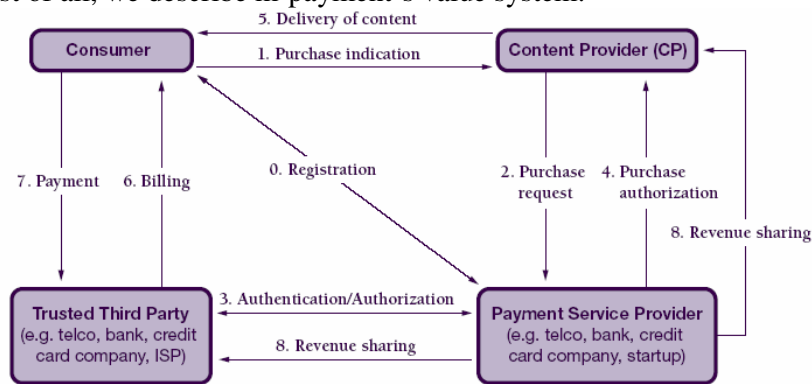 st of all, we describe m-payment's value system.
5. Delivery of content
Consumer
Content Provider (CP)
1. Purchase indication
0. Registration
7. Payment
6. Billing
2. Purchase
request
4. Purchase
authorization
8. Revenue sharing
Trusted Third Party
(e.g. telco, bank, credit
card company, ISP)
3. Authentication/Authorization
8. Revenue sharing
Payment Service Provider
(e.g. telco, bank, credit
card company, startup)